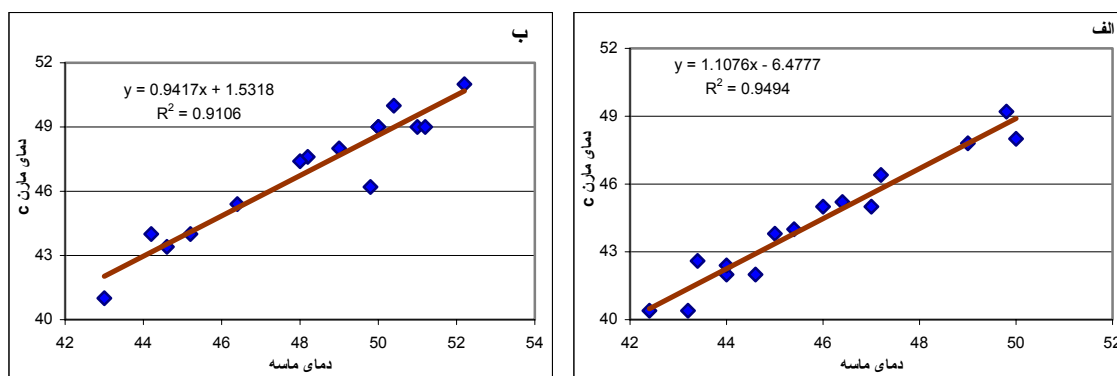 الف
y = 1.1076x - 6.4777
R² = 0.9494
52
49
46
43
40
42 44 46 48 50 52
دمای مارن c
دمای ماسه
ب
y = 0.9417x + 1.5318
R² = 0.9106
52
49
46
43
40
42 44 46 48 50 52 54
دمای مارن c
دمای ماسه